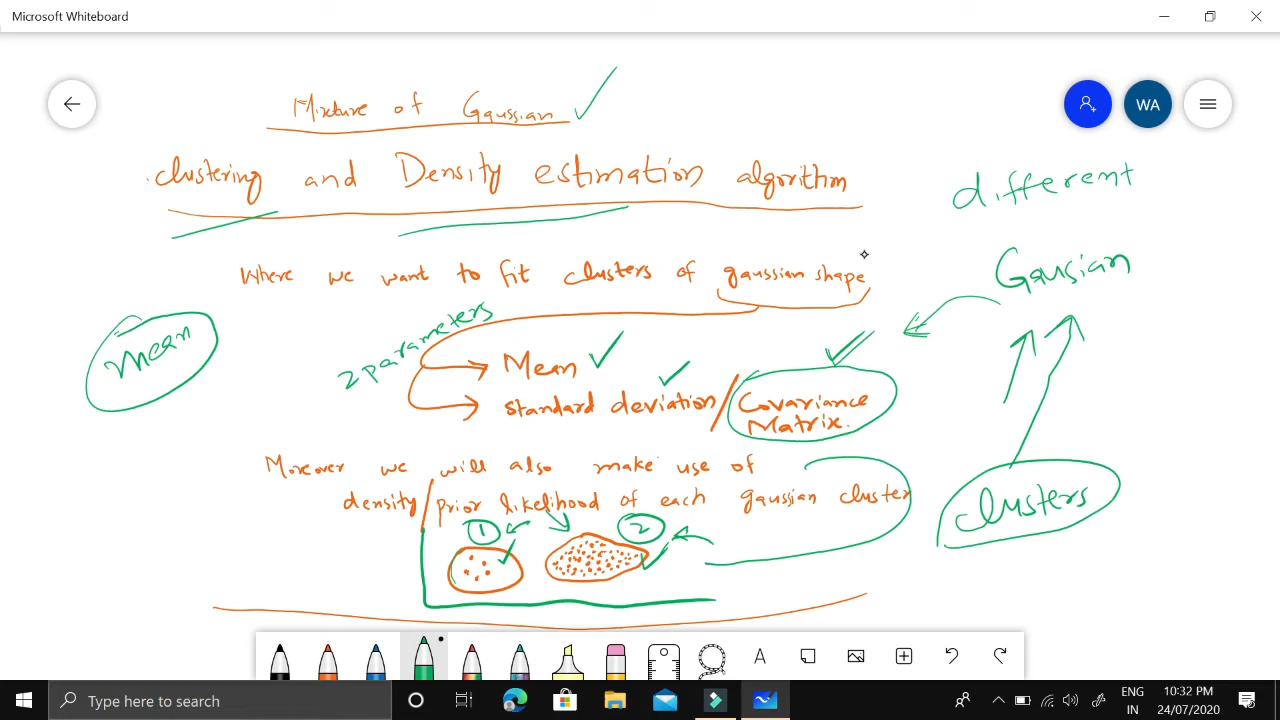 Microsoft Whiteboard
WA
Mixture of Gaussian
clustering and Density estimation algorithm
different
Where we want to fit clusters of gaussian shape
Gausian
2 parameters
mean
Mean
standard deviation / Covariance
Matrix.
Moreover we will also make use of
density / prior likelihood of each gaussian cluster
clusters
1
2
A
Type here to search
ENG
IN
10:32 PM
24/07/2020